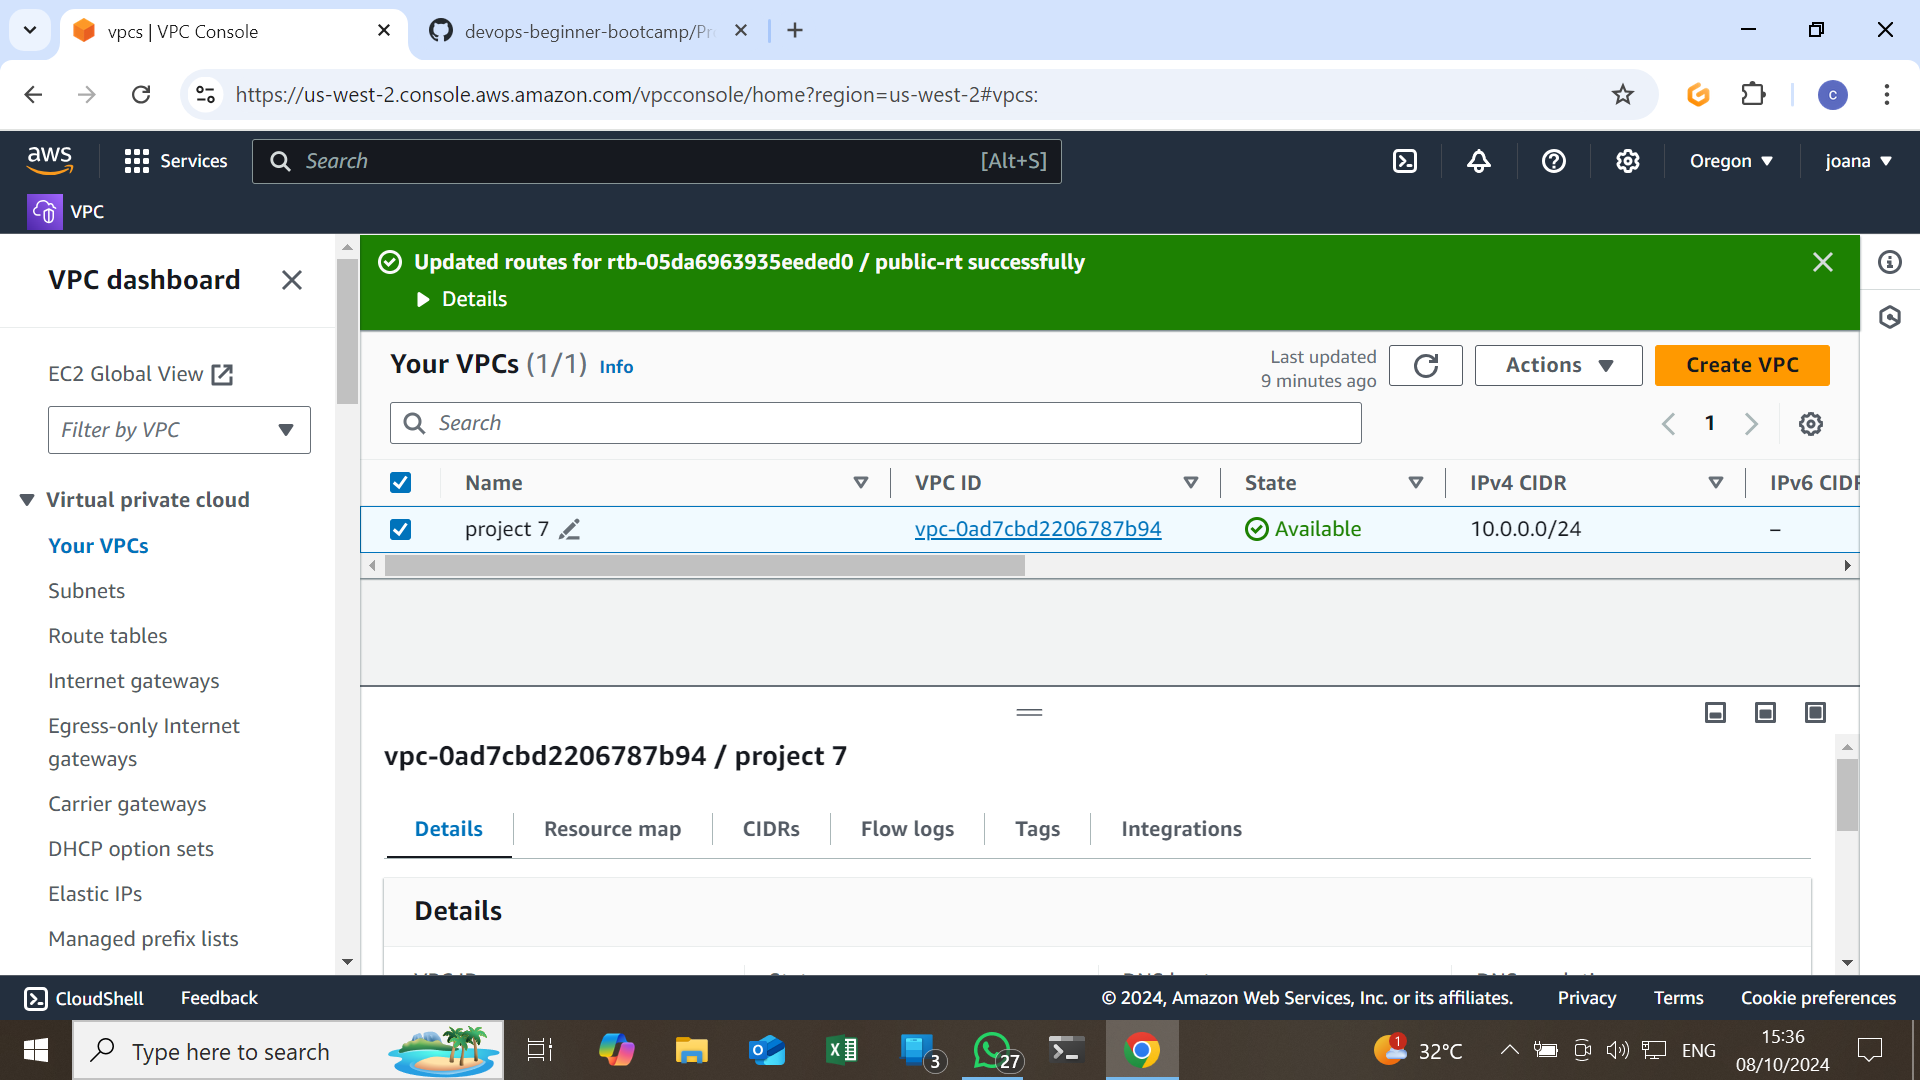 vpcs | VPC Console
devops-beginner-bootcamp/Pro
https://us-west-2.console.aws.amazon.com/vpcconsole/home?region=us-west-2#vpcs:
C
aws
Services
Search
[Alt+S]
Oregon
joana
VPC
VPC dashboard
EC2 Global View
Filter by VPC
Virtual private cloud
Your VPCs
Subnets
Route tables
Internet gateways
Egress-only Internet
gateways
Carrier gateways
DHCP option sets
Elastic IPs
Managed prefix lists
Updated routes for rtb-05da6963935eeded0 / public-rt successfully
Details
Your VPCs (1/1) Info
Last updated
9 minutes ago
Actions
Create VPC
Search
1
Name VPC ID State IPv4 CIDR IPv6 CIDR
project 7 vpc-0ad7cbd2206787b94 Available 10.0.0.0/24 –
vpc-0ad7cbd2206787b94 / project 7
Details Resource map CIDRs Flow logs Tags Integrations
Details
CloudShell Feedback © 2024, Amazon Web Services, Inc. or its affiliates. Privacy Terms Cookie preferences
Type here to search
3
27
1
32°C
ENG
15:36
08/10/2024